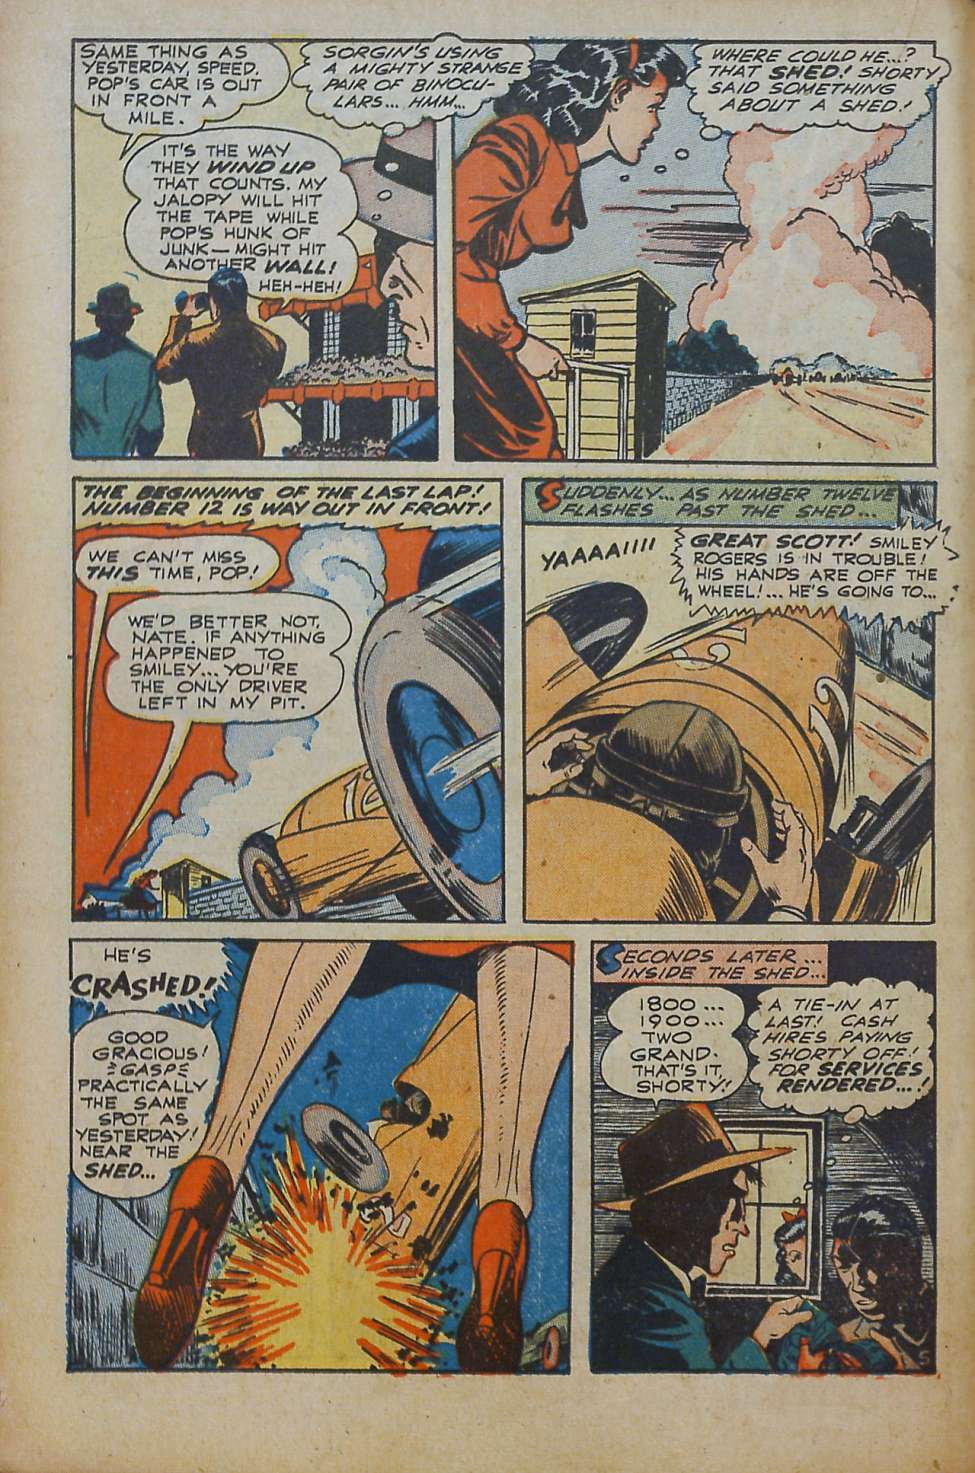 SAME THING AS
YESTERDAY, SPEED.
POP'S CAR IS OUT
IN FRONT A
MILE.
IT'S THE WAY
THEY WIND UP
THAT COUNTS. MY
JALOPY WILL HIT
THE TAPE WHILE
POP'S HUNK OF
JUNK — MIGHT HIT
ANOTHER WALL!
HEH-HEH!
SORGIN'S USING
A MIGHTY STRANGE
PAIR OF BINOCU-
LARS... HMM...
WHERE COULD HE...?
THAT SHED! SHORTY
SAID SOMETHING
ABOUT A SHED!
THE BEGINNING OF THE LAST LAP!
NUMBER 12 IS WAY OUT IN FRONT!
WE CAN'T MISS
THIS TIME, POP!
WE'D BETTER NOT,
NATE. IF ANYTHING
HAPPENED TO
SMILEY... YOU'RE
THE ONLY DRIVER
LEFT IN MY PIT.
12
SUDDENLY... AS NUMBER TWELVE
FLASHES PAST THE SHED...
YAAAAIIII
GREAT SCOTT! SMILEY
ROGERS IS IN TROUBLE!
HIS HANDS ARE OFF THE
WHEEL!... HE'S GOING TO...
12
HE'S
CRASHED!
GOOD
GRACIOUS!
GASP
PRACTICALLY
THE SAME
SPOT AS
YESTERDAY!
NEAR THE
SHED...
SECONDS LATER...
INSIDE THE SHED...
1800...
1900...
TWO
GRAND.
THAT'S IT,
SHORTY!
A TIE-IN AT
LAST! CASH
HIRES PAYING
SHORTY OFF!
FOR SERVICES
RENDERED...!
5